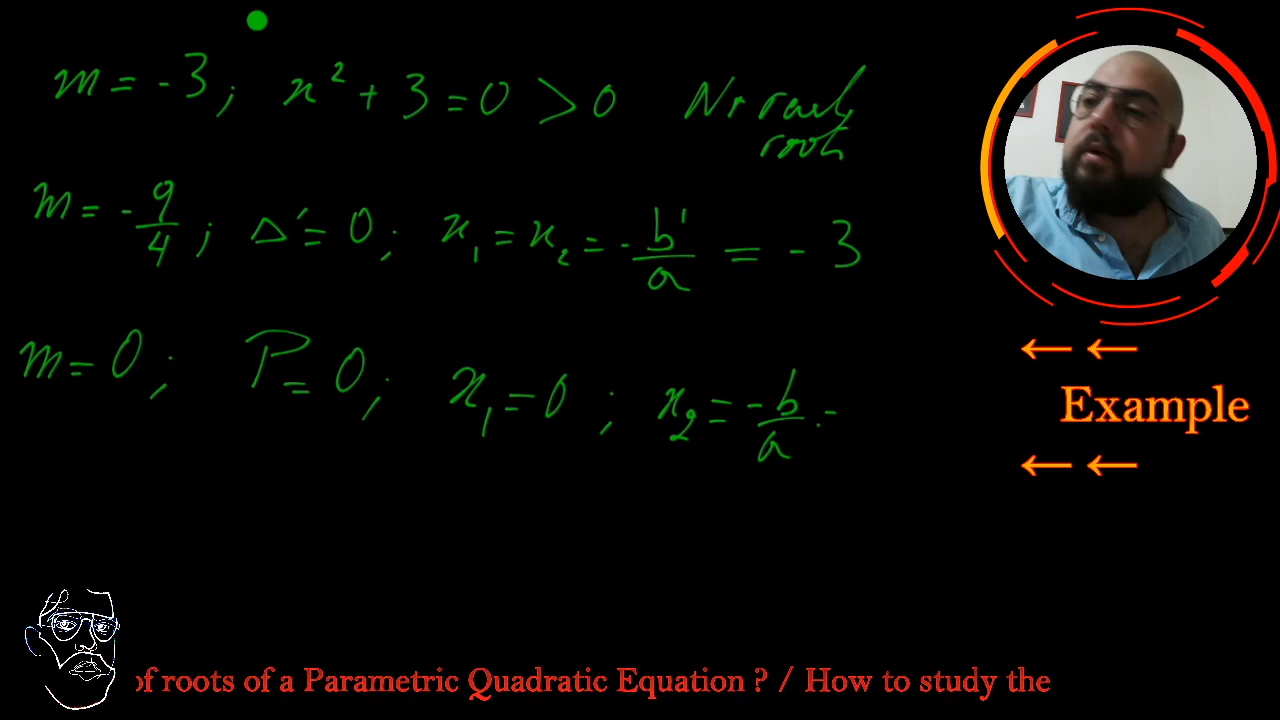 m = -3 ; x² + 3 = 0 > 0 No real
roots
m = -9/4 ; Δ' = 0 ; x₁ = x₂ = -b'/a = -3
m = 0 ; P = 0 ; x₁ = 0 ; x₂ = -b/a =
← ←
Example
← ←
of roots of a Parametric Quadratic Equation ? / How to study the